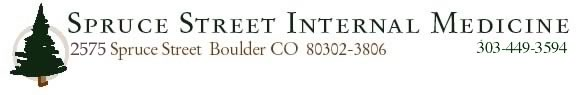 Spruce Street Internal Medicine
2575 Spruce Street Boulder CO 80302-3806 303-449-3594